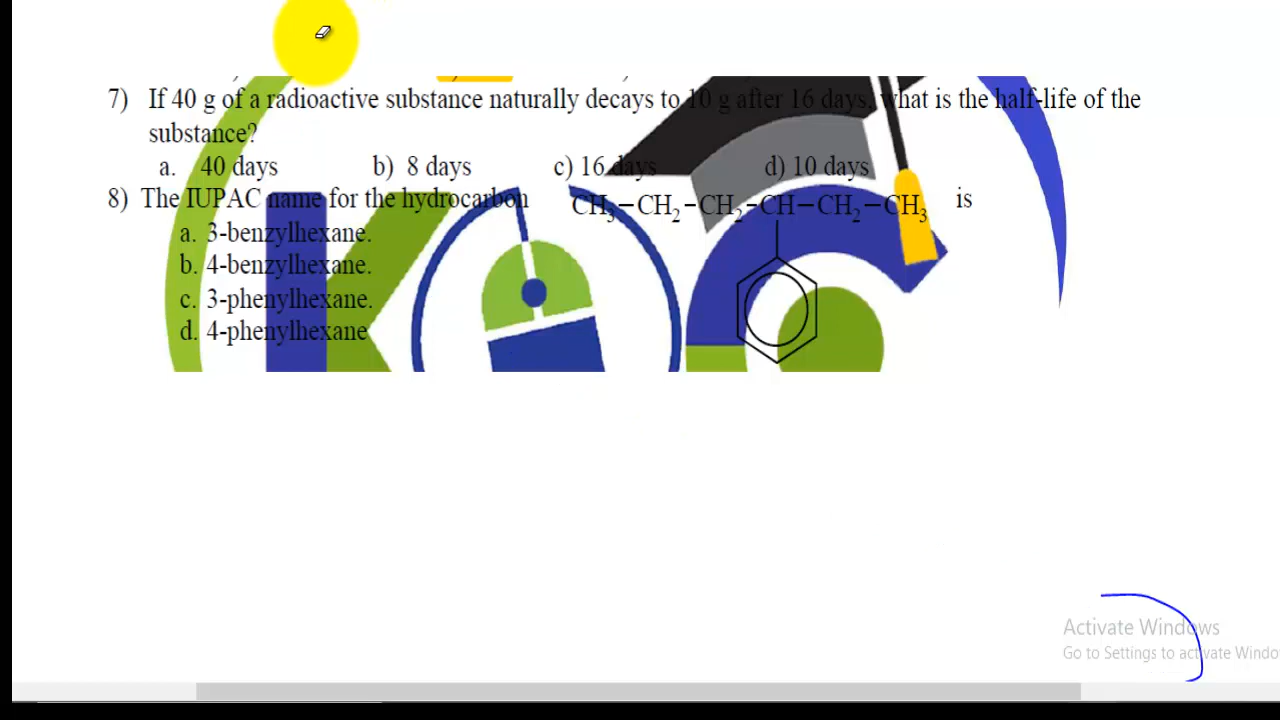 7) If 40 g of a radioactive substance naturally decays to 10 g after 16 days, what is the half-life of the
substance?
a. 40 days b) 8 days c) 16 days d) 10 days
8) The IUPAC name for the hydrocarbon CH₃−CH₂−CH₂−CH−CH₂−CH₃ is
a. 3-benzylhexane.
b. 4-benzylhexane.
c. 3-phenylhexane.
d. 4-phenylhexane
Activate Windows
Go to Settings to activate Windo